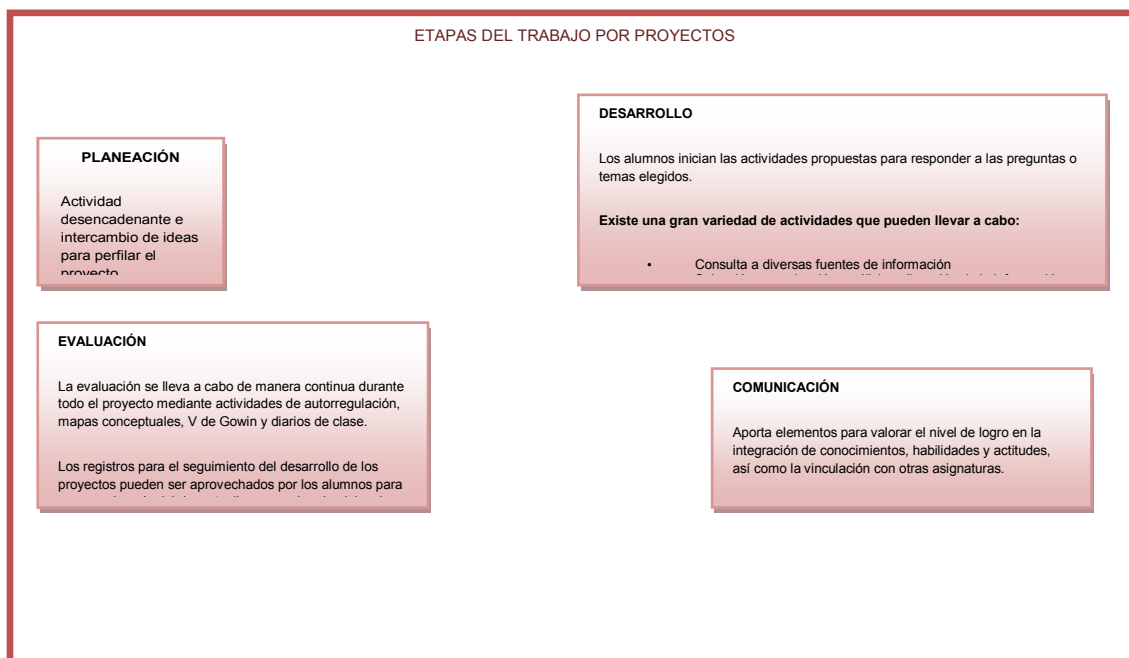 ETAPAS DEL TRABAJO POR PROYECTOS
PLANEACIÓN
Actividad
desencadenante e
intercambio de ideas
para perfilar el
proyecto
DESARROLLO
Los alumnos inician las actividades propuestas para responder a las preguntas o
temas elegidos.
Existe una gran variedad de actividades que pueden llevar a cabo:
• Consulta a diversas fuentes de información
EVALUACIÓN
La evaluación se lleva a cabo de manera continua durante
todo el proyecto mediante actividades de autorregulación,
mapas conceptuales, V de Gowin y diarios de clase.
Los registros para el seguimiento del desarrollo de los
proyectos pueden ser aprovechados por los alumnos para
COMUNICACIÓN
Aporta elementos para valorar el nivel de logro en la
integración de conocimientos, habilidades y actitudes,
así como la vinculación con otras asignaturas.